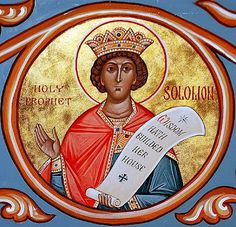 HOLY
PROPHET
SOLOMON
WISDOM
HATH
BUILDED
HER
HOUSE